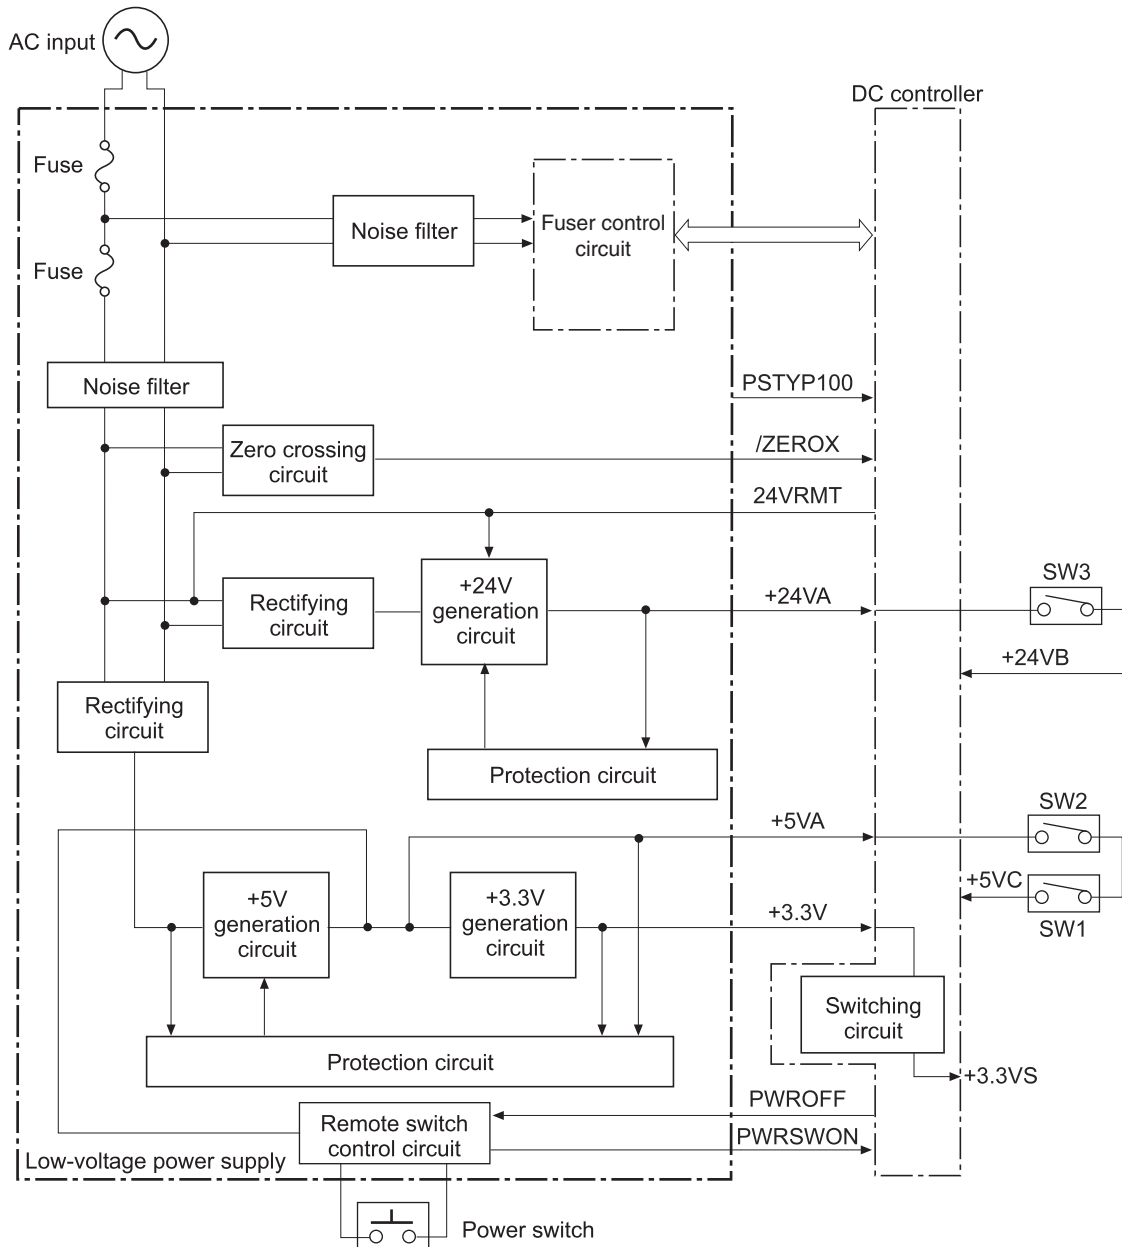 AC input
DC controller
Fuse
Noise filter
Fuser control
circuit
Fuse
Noise filter
PSTYP100
Zero crossing
circuit
/ZEROX
24VRMT
Rectifying
circuit
+24V
generation
circuit
+24VA
SW3
+24VB
Rectifying
circuit
Protection circuit
+5VA
SW2
+5V
generation
circuit
+3.3V
generation
circuit
+3.3V
+5VC
SW1
Switching
circuit
Protection circuit
+3.3VS
PWROFF
Remote switch
control circuit
PWRSWON
Low-voltage power supply
Power switch